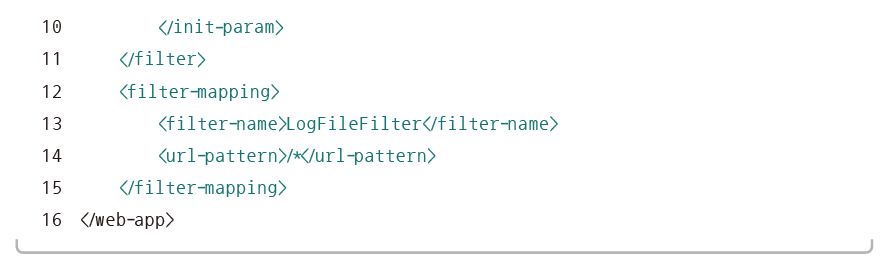 10          </init-param>
11      </filter>
12      <filter-mapping>
13          <filter-name>LogFileFilter</filter-name>
14          <url-pattern>/*</url-pattern>
15      </filter-mapping>
16  </web-app>